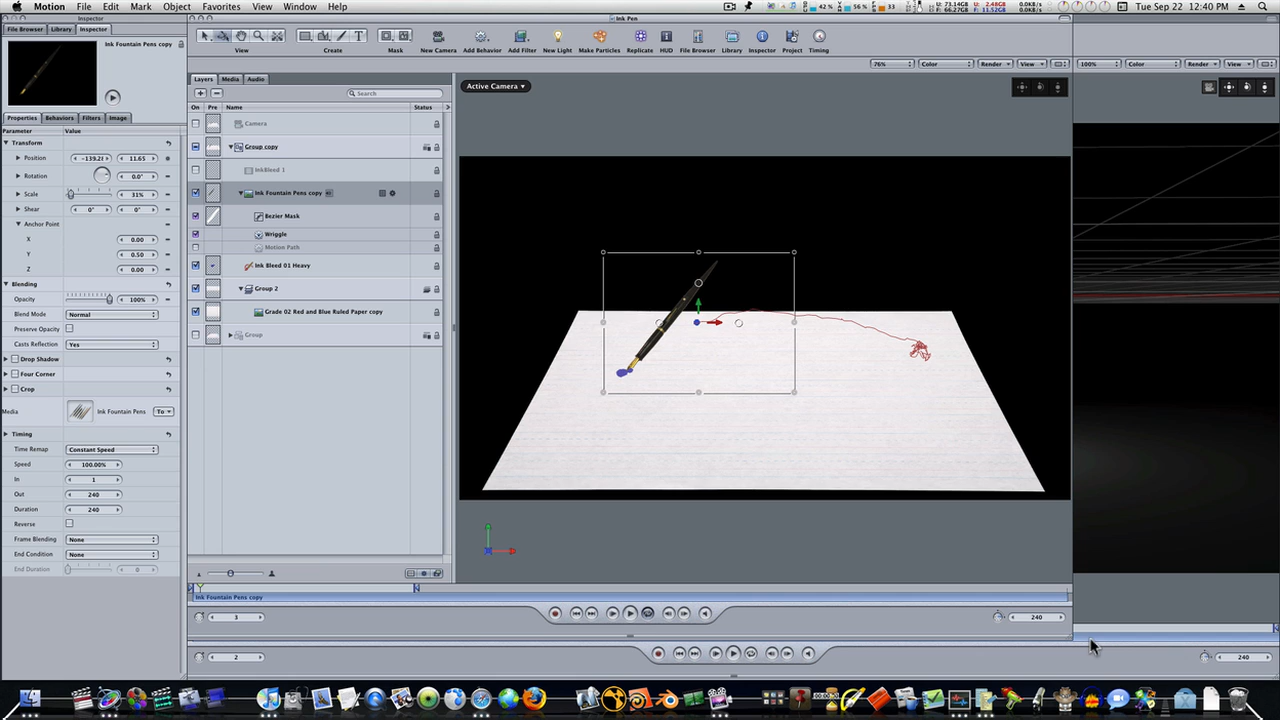 Motion File Edit Mark Object Favorites View Window Help
42% 56% 33 U: 73.14GB F: 66.27GB 2.48GB 11.52GB 0.0KB/s 0.0KB/s Tue Sep 22 12:40 PM
Inspector
Ink Pen
File Browser Library Inspector
Ink Fountain Pens copy
View Create Mask New Camera Add Behavior Add Filter New Light Make Particles Replicate HUD File Browser Library Inspector Project Timing
76% Color Render View 100% Color Render View
Layers Media Audio
Active Camera
Search
On Pre Name Status
Properties Behaviors Filters Image
Parameter Value
Transform
Position 11.65
Rotation 0.0°
Scale 31%
Shear 0° 0°
Anchor Point
X 0.00
Y 0.50
Z 0.00
Blending
Opacity 100%
Blend Mode Normal
Preserve Opacity
Casts Reflection Yes
Drop Shadow
Four Corner
Crop
Media Ink Fountain Pens To
Timing
Time Remap Constant Speed
Speed 100.00%
In 1
Out 240
Duration 240
Reverse
Frame Blending None
End Condition None
End Duration 0
Camera
Group copy
InkBleed 1
Ink Fountain Pens copy
Bezier Mask
Wriggle
Motion Path
Ink Bleed 01 Heavy
Group 2
Grade 02 Red and Blue Ruled Paper copy
Group
Ink Fountain Pens copy
3 240
2 240